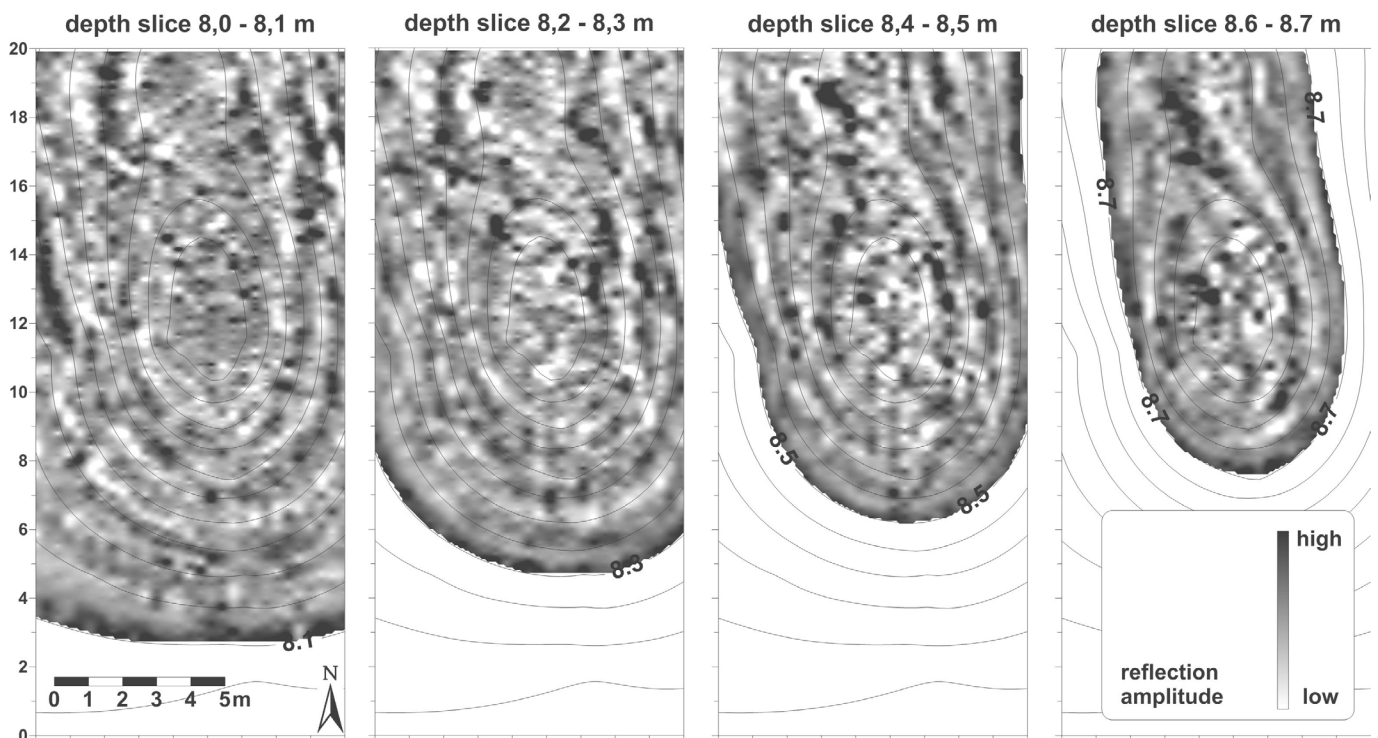 depth slice 8,0 - 8,1 m
depth slice 8,2 - 8,3 m
depth slice 8,4 - 8,5 m
depth slice 8.6 - 8.7 m
20
18
16
14
12
10
8
6
4
2
0
8.1
8.3
8.5
8.5
8.7
8.7
8.7
8.7
0 1 2 3 4 5m
N
high
reflection
amplitude
low